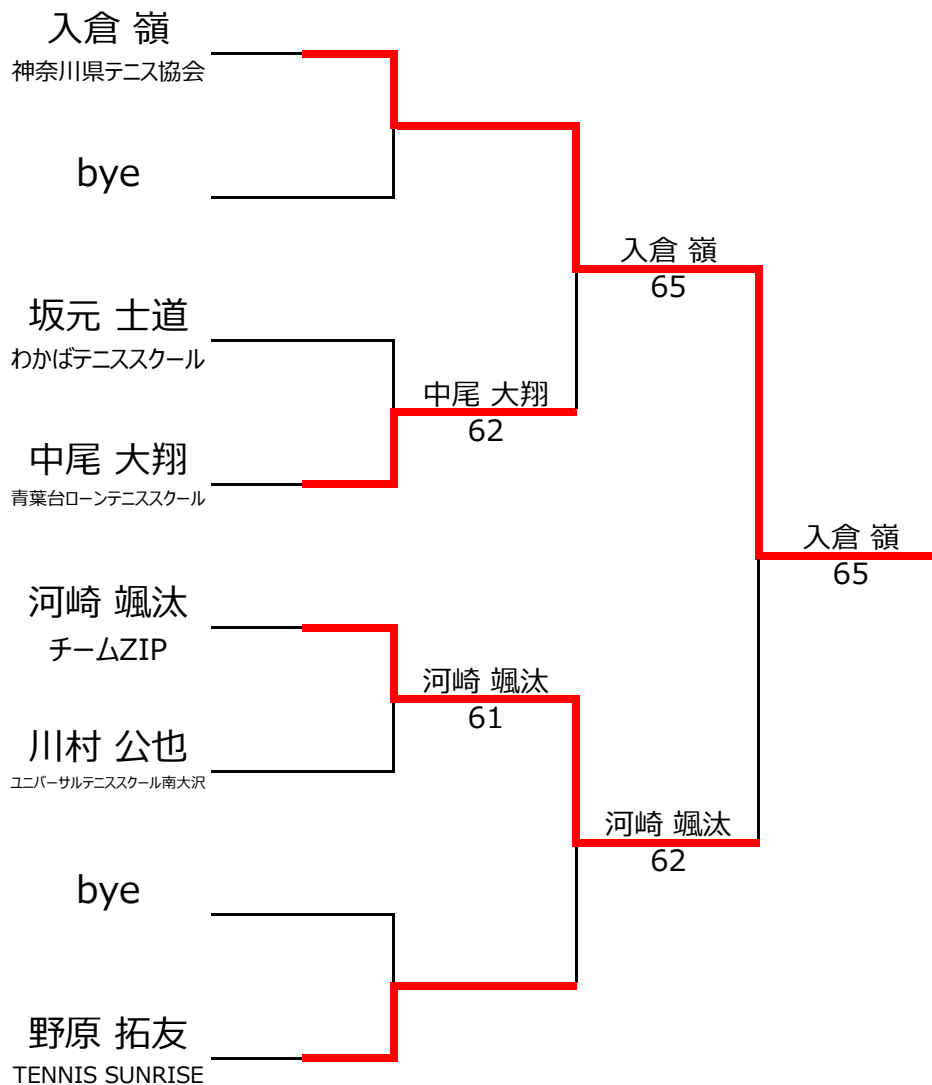 入倉 嶺
神奈川県テニス協会
bye
坂元 士道
わかばテニススクール
中尾 大翔
青葉台ローンテニススクール
河崎 颯汰
チームZIP
川村 公也
ユニバーサルテニススクール南大沢
bye
野原 拓友
TENNIS SUNRISE
中尾 大翔
62
河崎 颯汰
61
入倉 嶺
65
河崎 颯汰
62
入倉 嶺
65